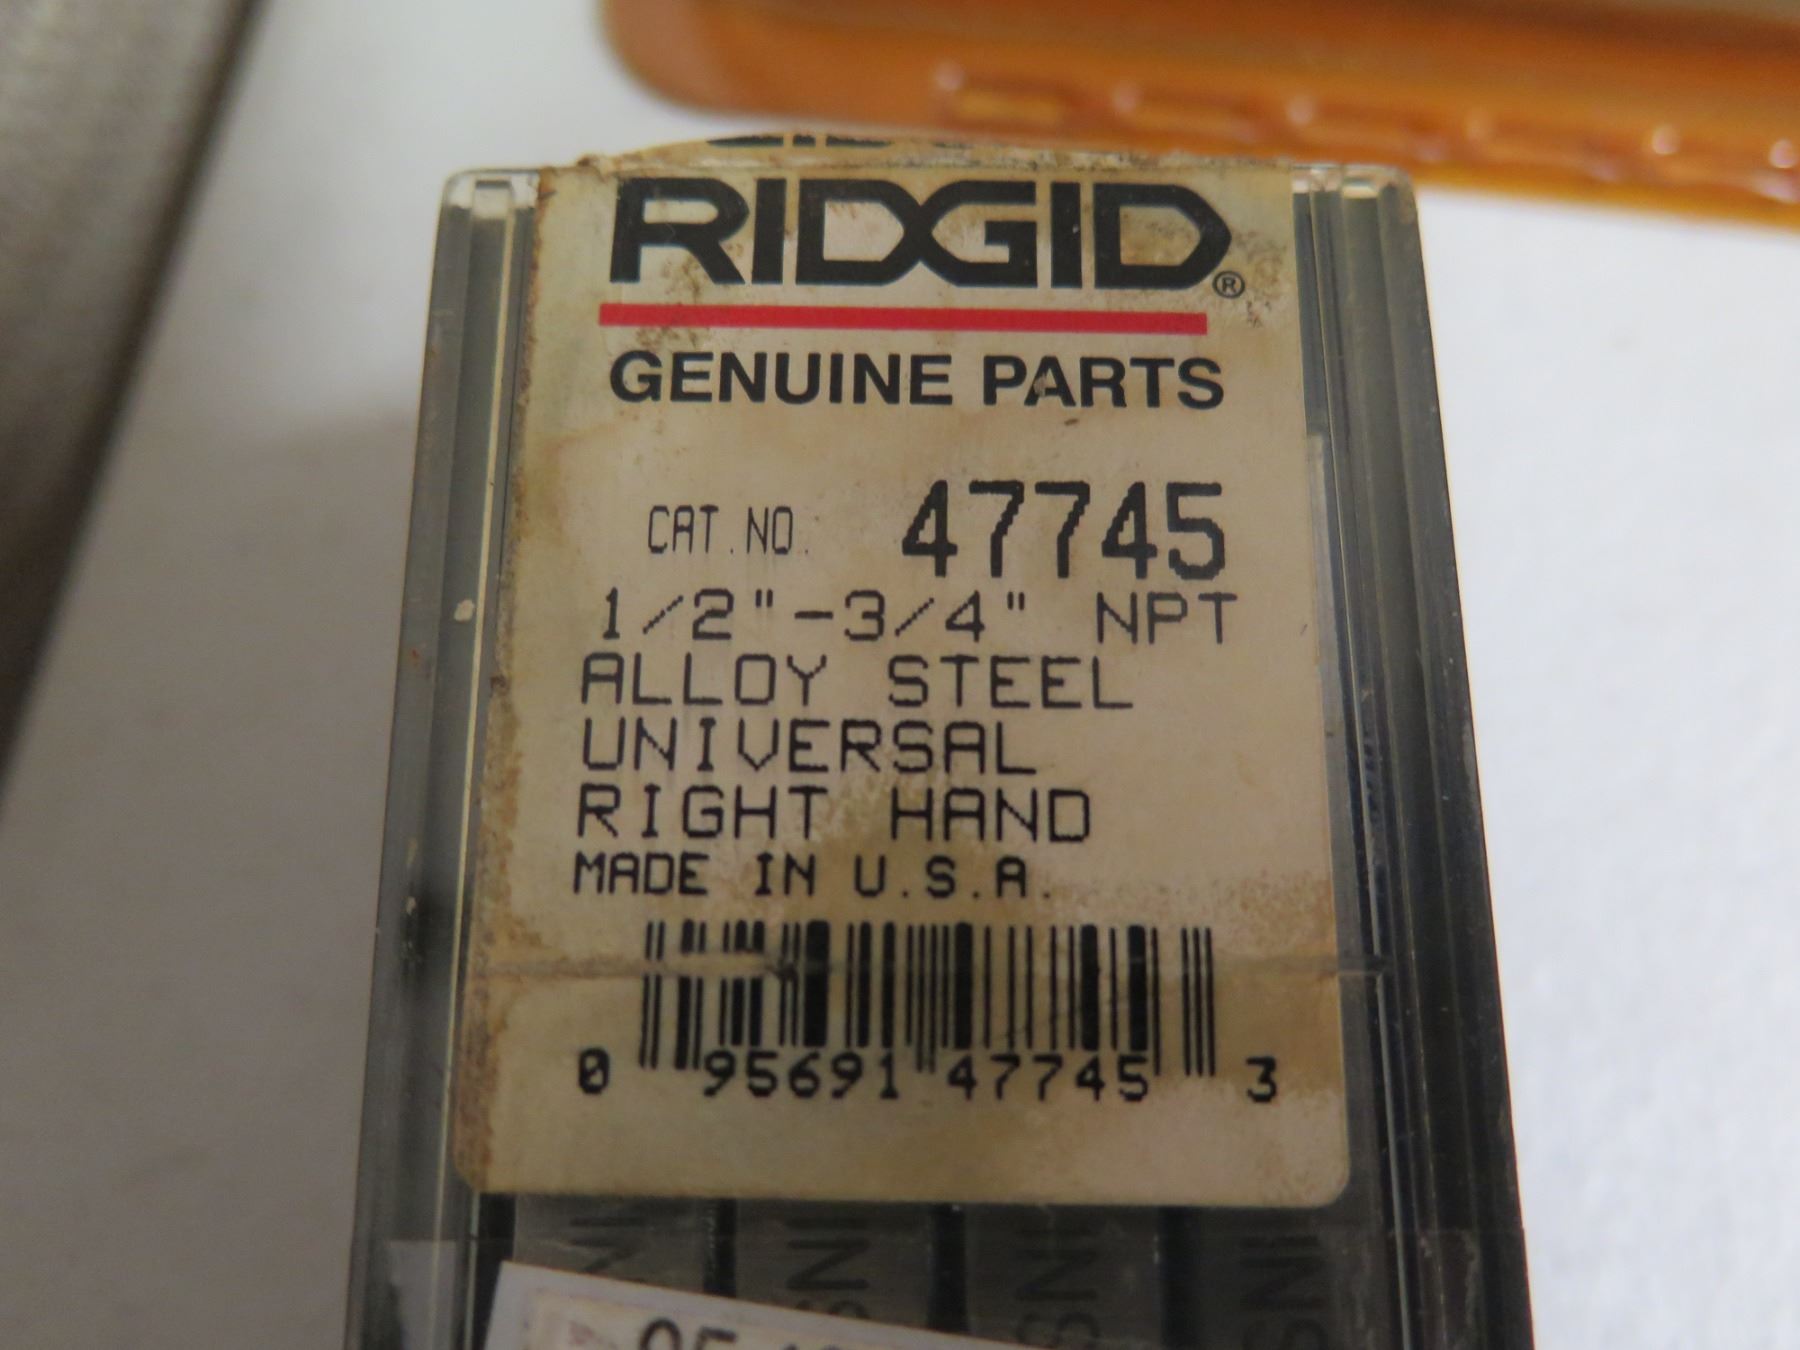 RIDGID®
GENUINE PARTS
CAT.NO. 47745
1/2"-3/4" NPT
ALLOY STEEL
UNIVERSAL
RIGHT HAND
MADE IN U.S.A.
0 95691 47745 3